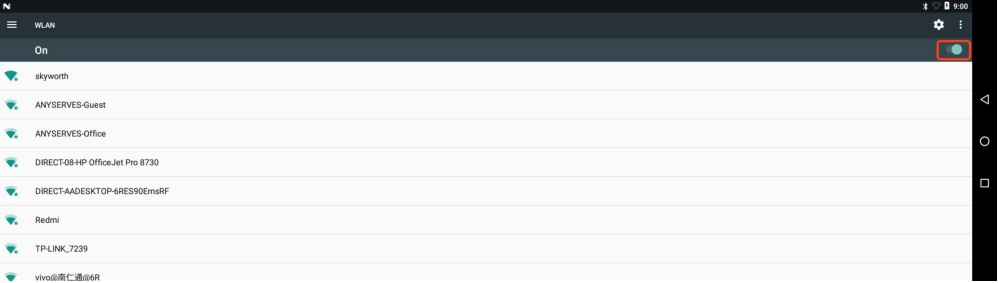 9:00
WLAN
On
skyworth
ANYSERVES-Guest
ANYSERVES-Office
DIRECT-08-HP OfficeJet Pro 8730
DIRECT-AADESKTOP-6RES90EmsRF
Redmi
TP-LINK_7239
vivo@南仁通@6R